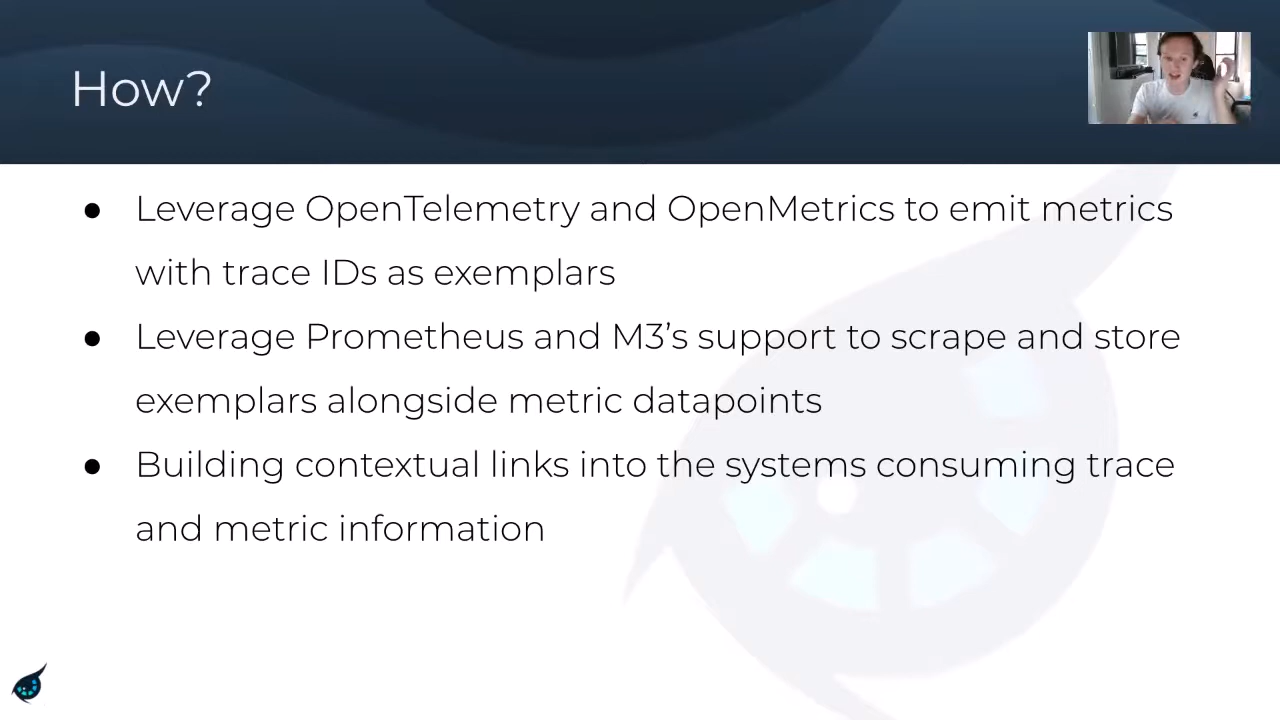 How?
● Leverage OpenTelemetry and OpenMetrics to emit metrics
with trace IDs as exemplars
● Leverage Prometheus and M3’s support to scrape and store
exemplars alongside metric datapoints
● Building contextual links into the systems consuming trace
and metric information